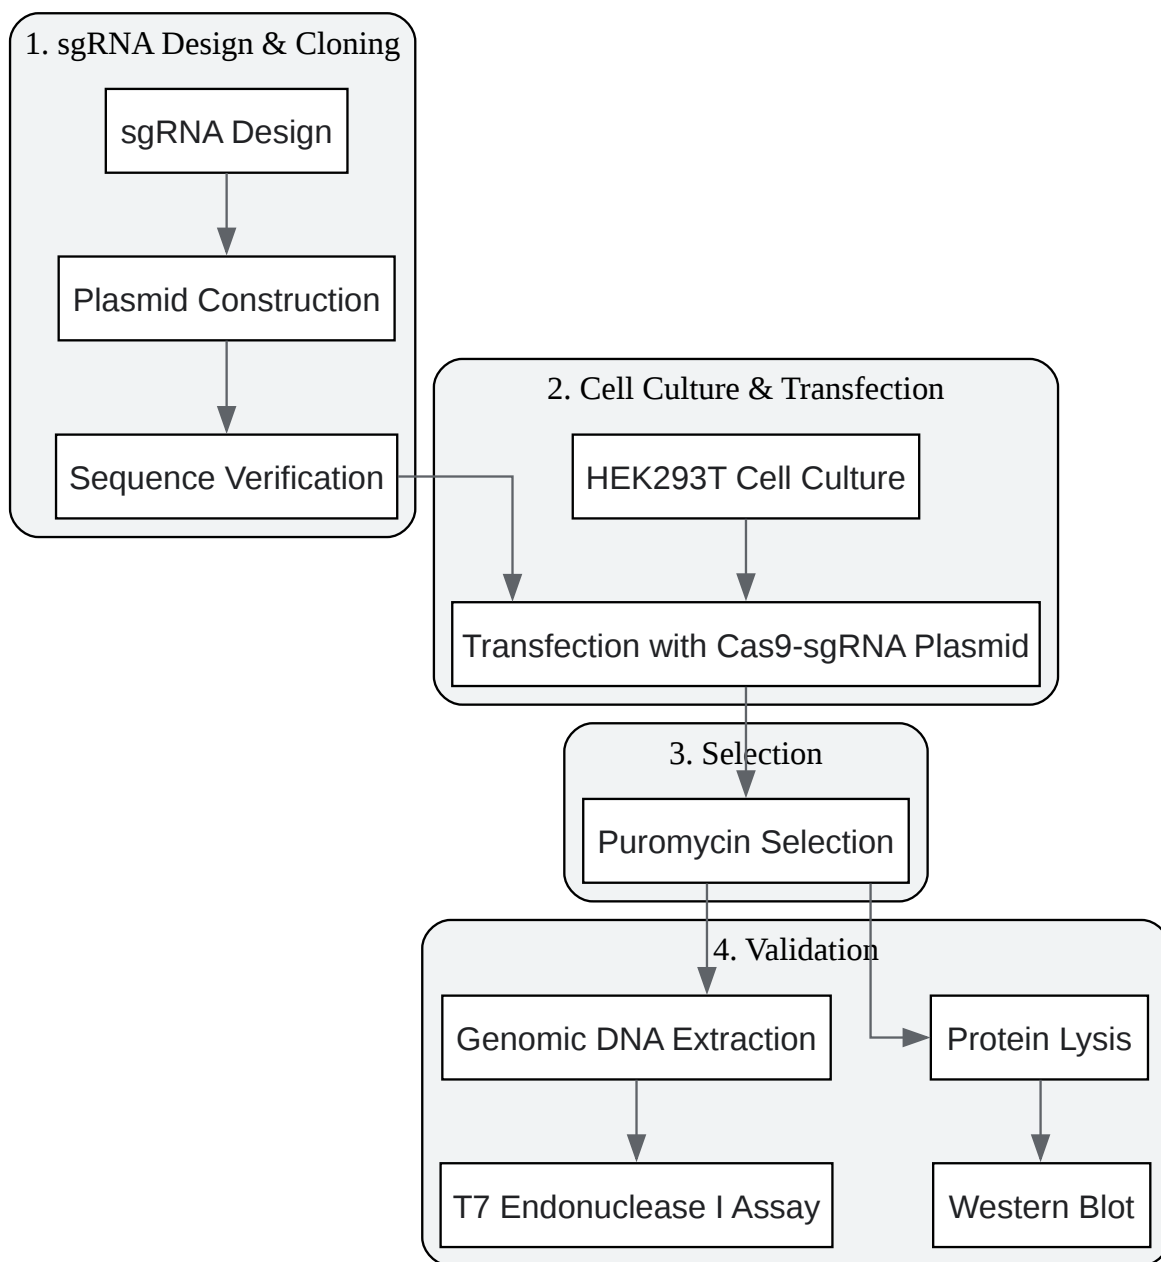 1. sgRNA Design & Cloning
sgRNA Design
Plasmid Construction
Sequence Verification
2. Cell Culture & Transfection
HEK293T Cell Culture
Transfection with Cas9-sgRNA Plasmid
3. Selection
Puromycin Selection
4. Validation
Genomic DNA Extraction
Protein Lysis
T7 Endonuclease I Assay
Western Blot